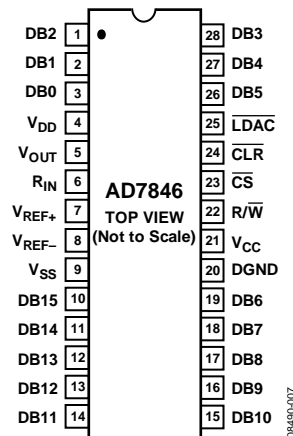 DB2 1
DB1 2
DB0 3
VDD 4
VOUT 5
RIN 6
VREF+ 7
VREF– 8
VSS 9
DB15 10
DB14 11
DB13 12
DB12 13
DB11 14
AD7846
TOP VIEW
(Not to Scale)
28 DB3
27 DB4
26 DB5
25 L̅D̅A̅C̅
24 C̅L̅R̅
23 C̅S̅
22 R/W̅
21 VCC
20 DGND
19 DB6
18 DB7
17 DB8
16 DB9
15 DB10
08490-007